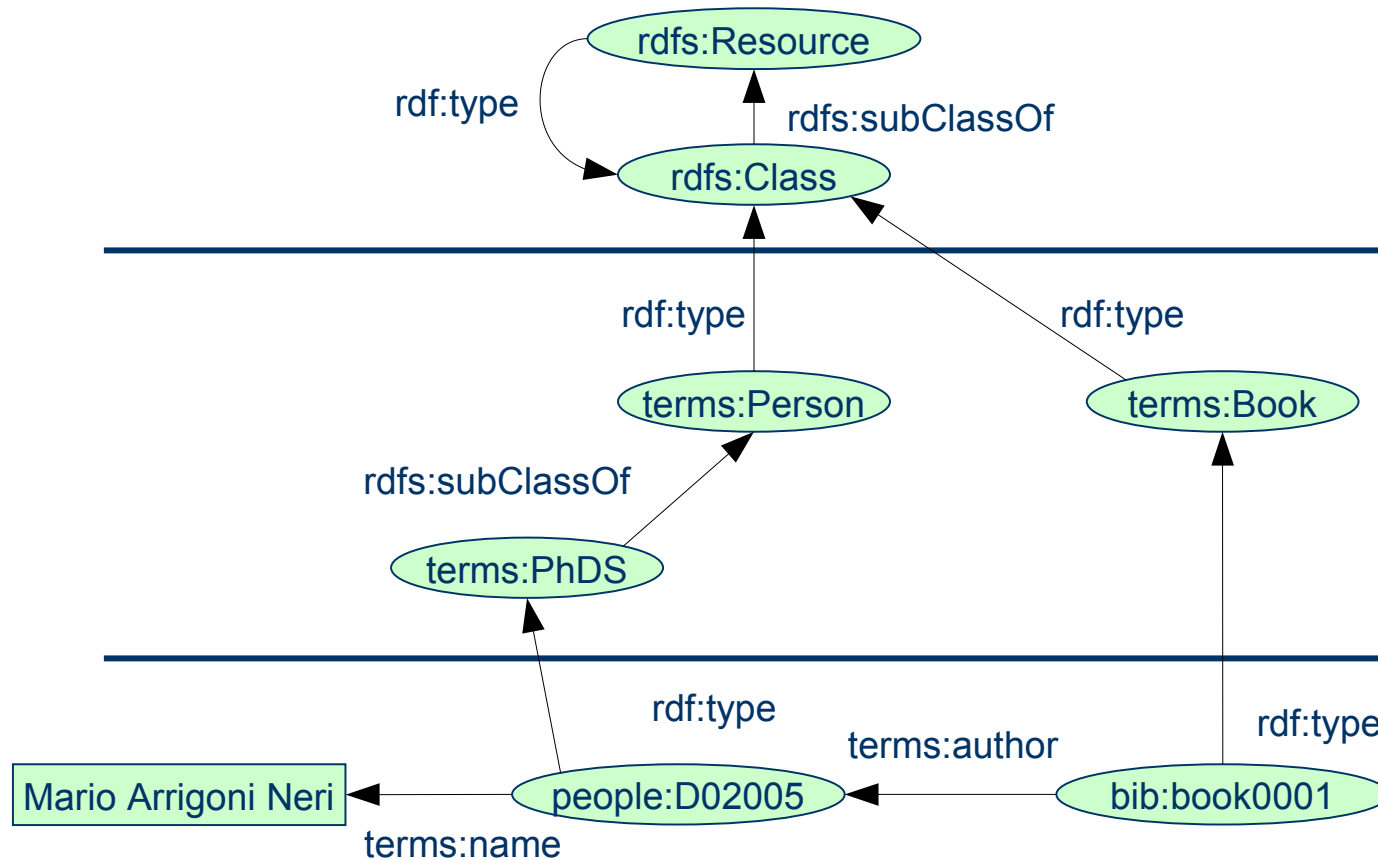 rdfs:Resource
rdf:type
rdfs:subClassOf
rdfs:Class
rdf:type
rdf:type
terms:Person
terms:Book
rdfs:subClassOf
terms:PhDS
rdf:type
rdf:type
terms:author
Mario Arrigoni Neri
people:D02005
bib:book0001
terms:name